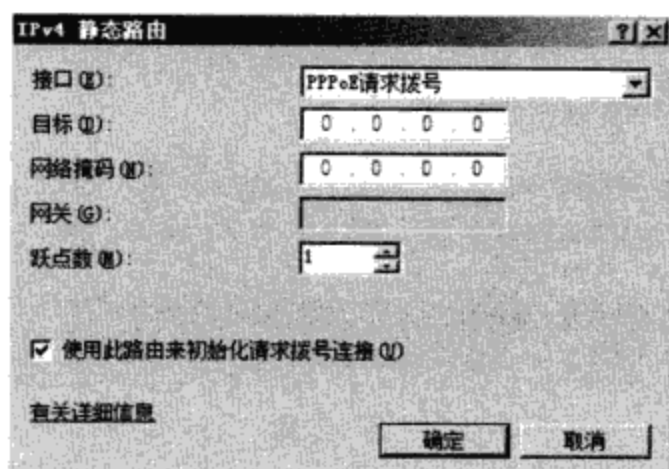 IPv4 静态路由
接口(E): PPPoE请求拨号
目标(D): 0 . 0 . 0 . 0
网络掩码(N): 0 . 0 . 0 . 0
网关(G):
跃点数(M): 1
使用此路由来初始化请求拨号连接(U)
有关详细信息
确定 取消